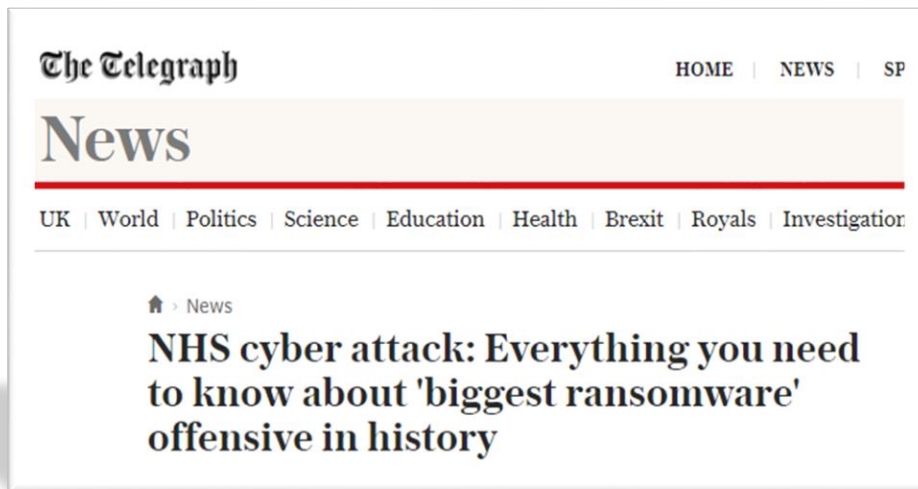 The Telegraph
HOME | NEWS | SP
News
UK | World | Politics | Science | Education | Health | Brexit | Royals | Investigation
News
NHS cyber attack: Everything you need
to know about 'biggest ransomware'
offensive in history